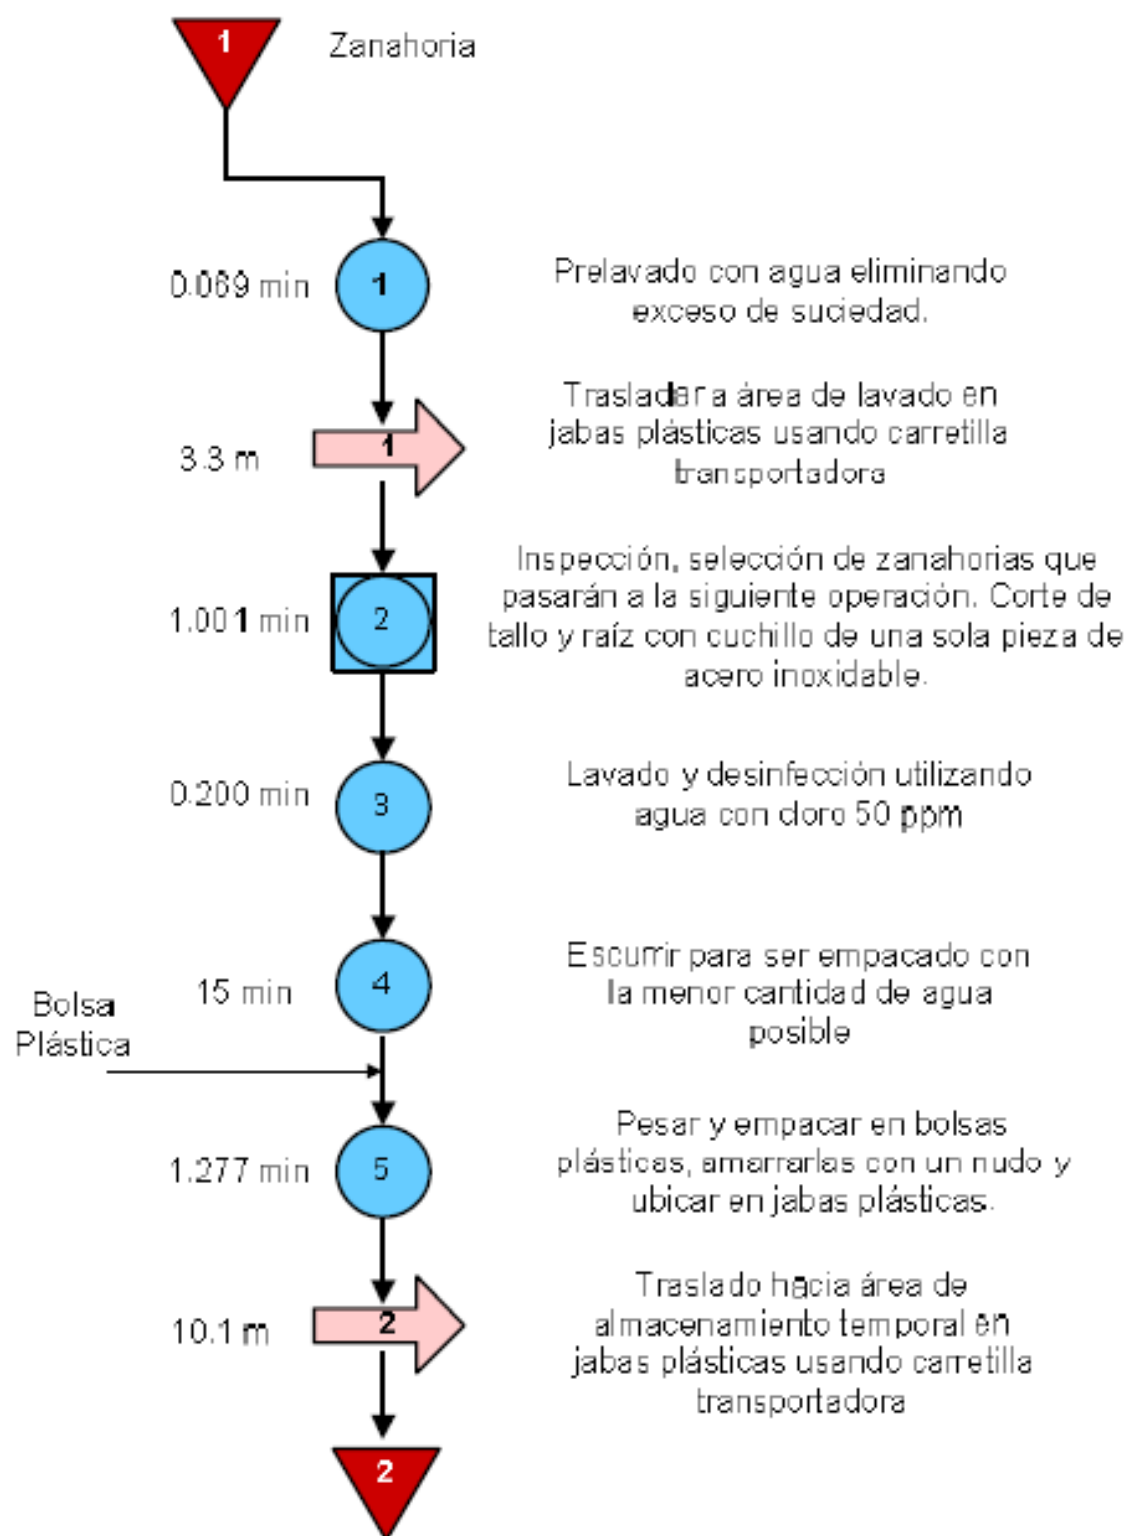 1
Zanahoria
0.069 min
1
Prelavado con agua eliminando
exceso de suciedad.
3.3 m
1
Trasladar a área de lavado en
jabas plásticas usando carretilla
transportadora
1.001 min
2
Inspección, selección de zanahorias que
pasarán a la siguiente operación. Corte de
tallo y raíz con cuchillo de una sola pieza de
acero inoxidable.
0.200 min
3
Lavado y desinfección utilizando
agua con cloro 50 ppm
15 min
4
Escurrir para ser empacado con
la menor cantidad de agua
posible
Bolsa
Plástica
1.277 min
5
Pesar y empacar en bolsas
plásticas, amarrarlas con un nudo y
ubicar en jabas plásticas.
10.1 m
2
Traslado hacia área de
almacenamiento temporal en
jabas plásticas usando carretilla
transportadora
2